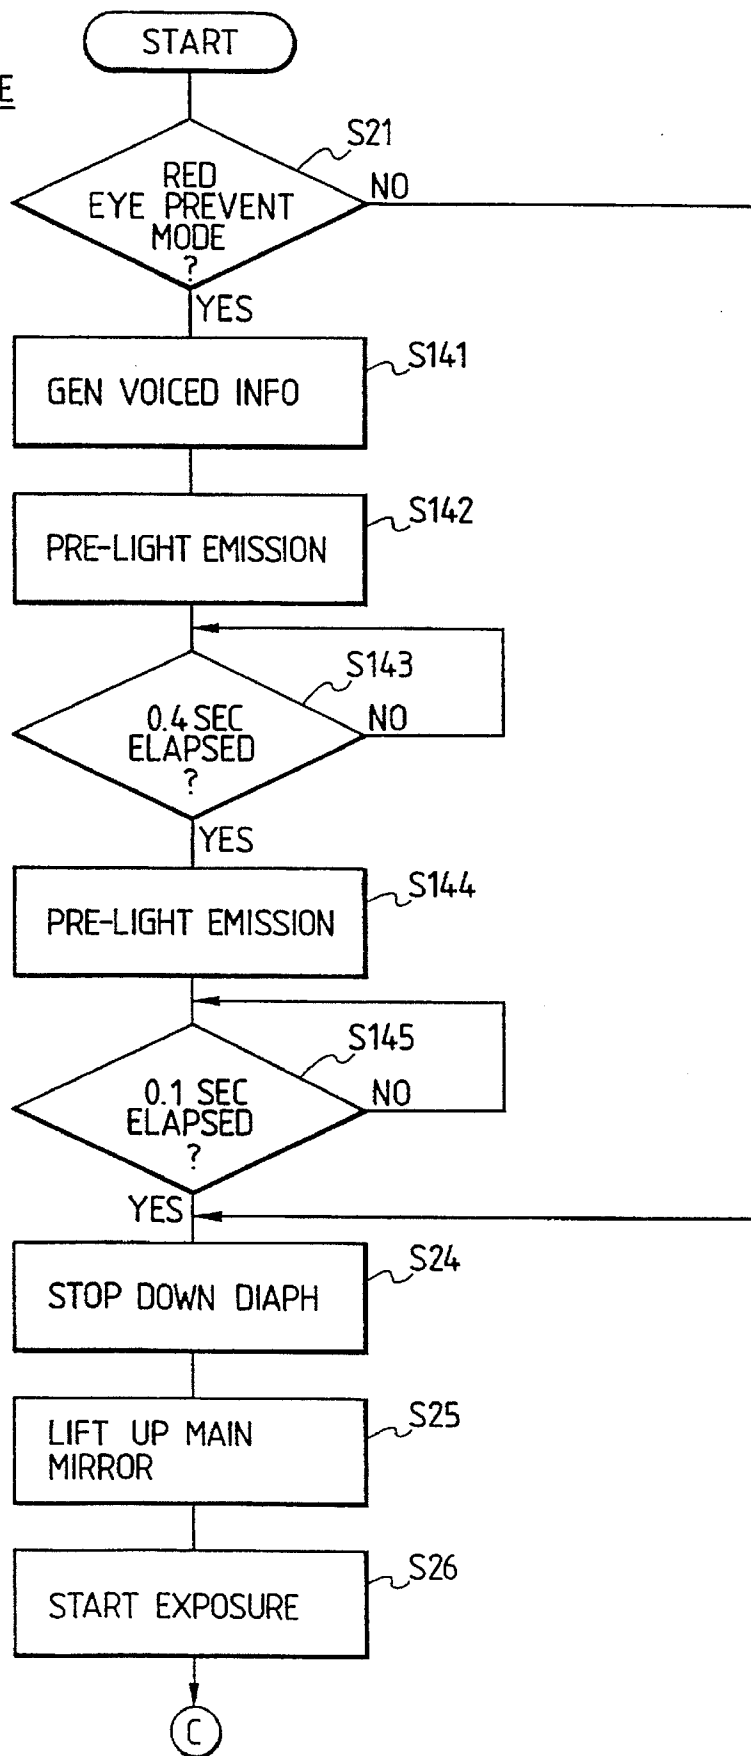 START
E
S21
RED
EYE PREVENT
MODE
?
NO
YES
S141
GEN VOICED INFO
S142
PRE-LIGHT EMISSION
S143
0.4 SEC
ELAPSED
?
NO
YES
S144
PRE-LIGHT EMISSION
S145
0.1 SEC
ELAPSED
?
NO
YES
S24
STOP DOWN DIAPH
S25
LIFT UP MAIN
MIRROR
S26
START EXPOSURE
C